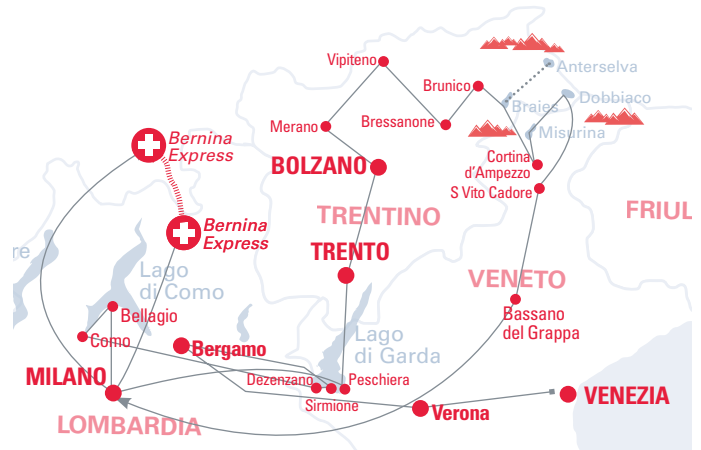 Vipiteno
Anterselva
Brunico
Braies
Dobbiaco
Merano
Bressanone
Misurina
Bernina
Express
BOLZANO
Cortina
d'Ampezzo
S Vito Cadore
TRENTINO
FRIUL
Bernina
Express
re
TRENTO
VENETO
Lago
di Como
Bellagio
Bassano
del Grappa
Como
Bergamo
Lago
di Garda
MILANO
Dezenzano
Peschiera
Sirmione
Verona
VENEZIA
LOMBARDIA